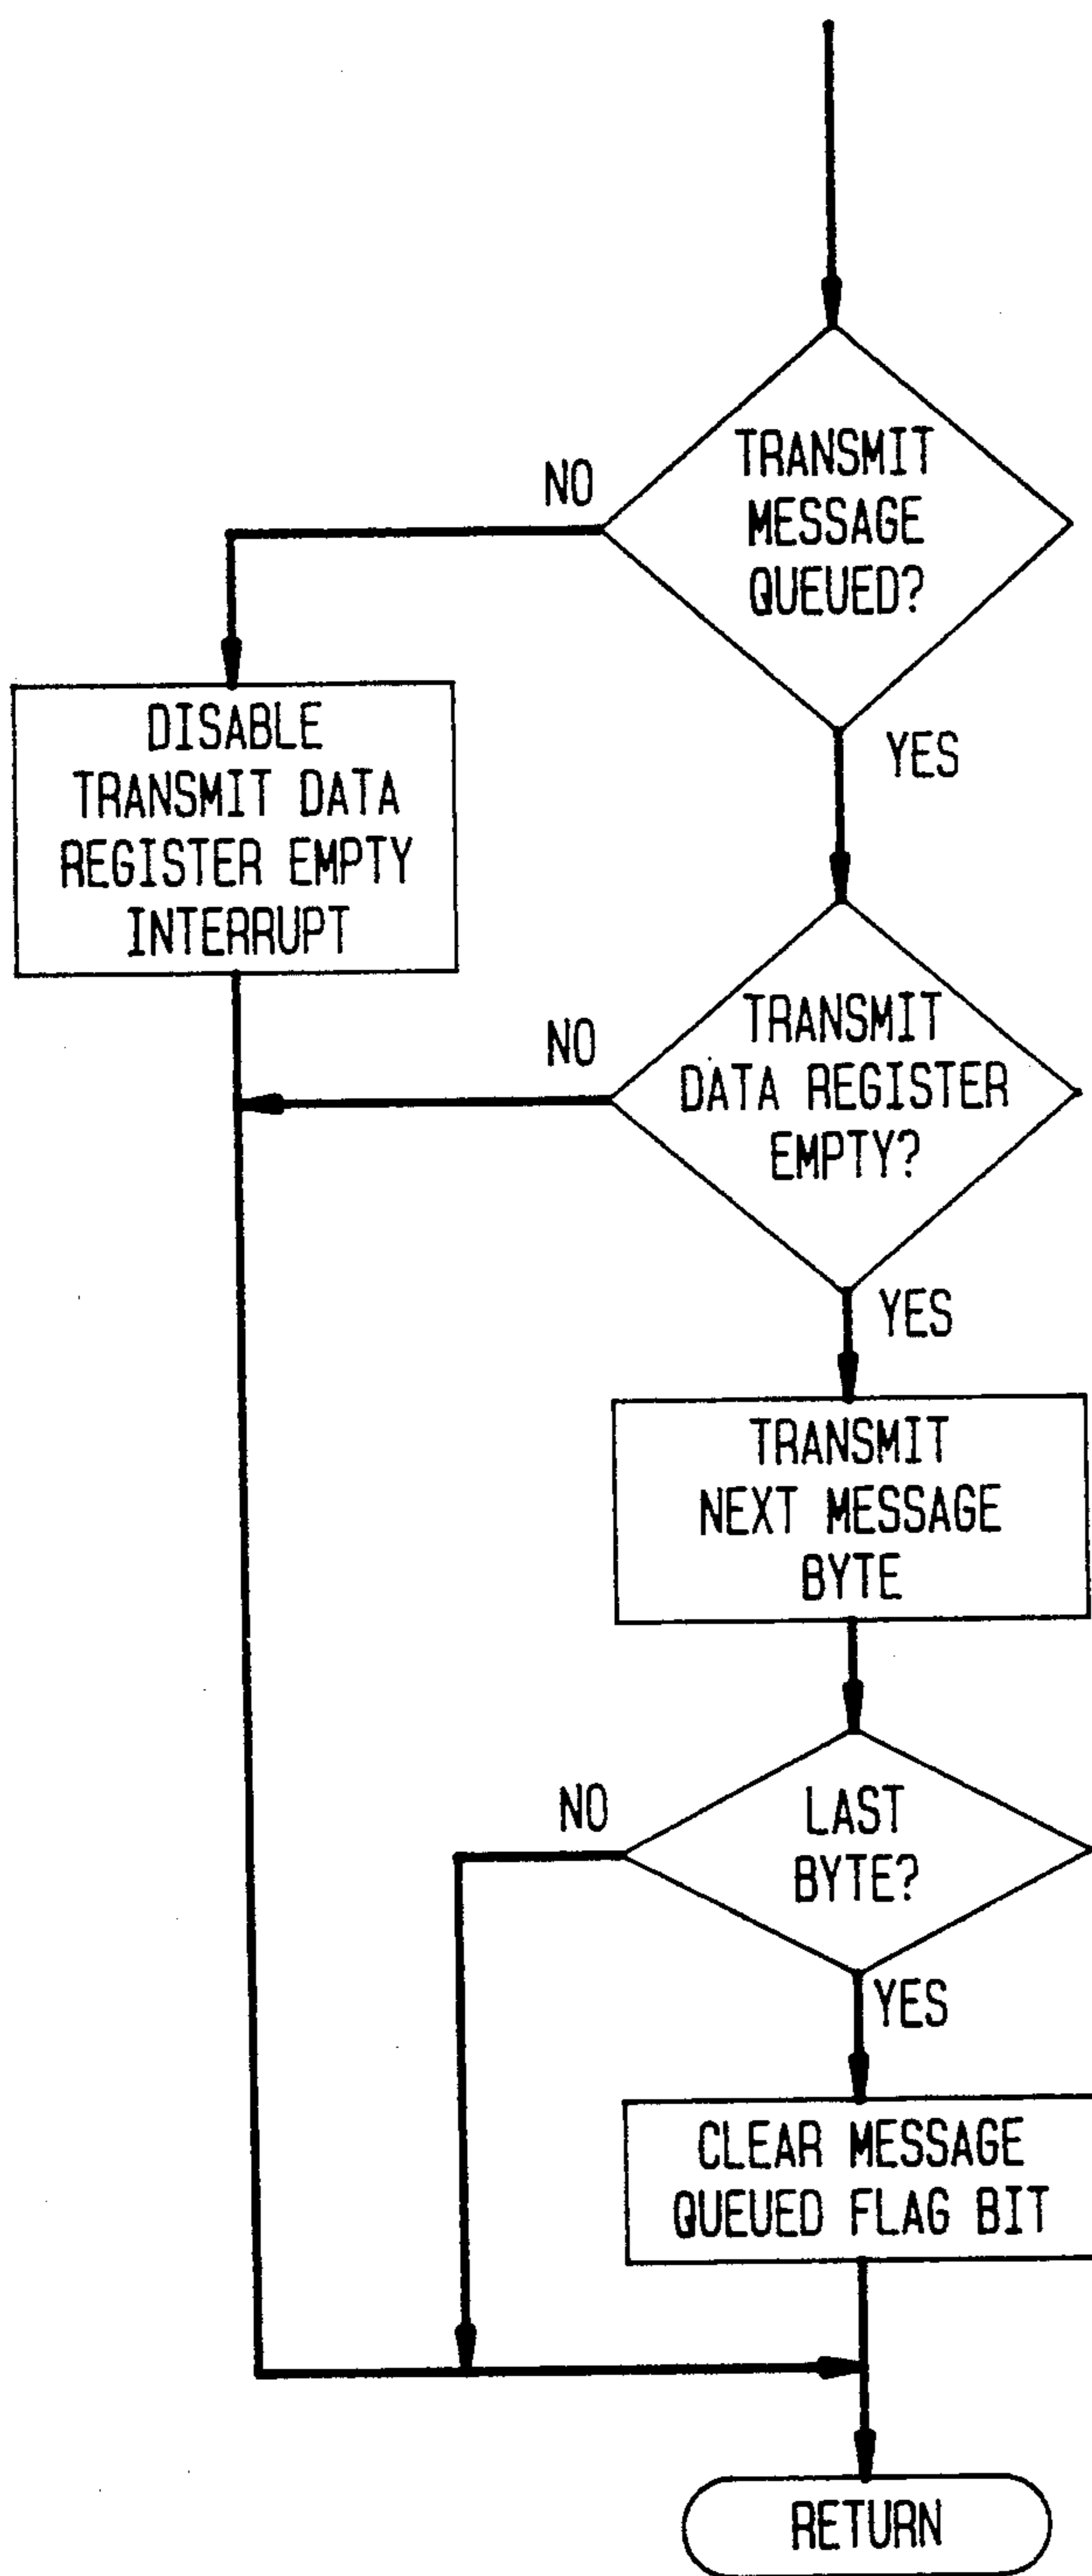 TRANSMIT
MESSAGE
QUEUED?
NO
YES
DISABLE
TRANSMIT DATA
REGISTER EMPTY
INTERRUPT
TRANSMIT
DATA REGISTER
EMPTY?
NO
YES
TRANSMIT
NEXT MESSAGE
BYTE
LAST
BYTE?
NO
YES
CLEAR MESSAGE
QUEUED FLAG BIT
RETURN